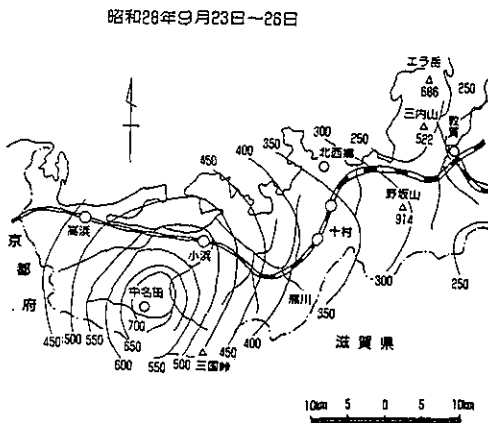 昭和28年9月23日～26日
エラ岳
686
250
三内山
522
敦賀
250
300
北西郷
350
400
450
野坂山
914
高浜
小浜
十村
京都府
中名田
700
熊川
350
300
250
650
滋賀県
450
500
550
600
550
500
450
400
三国峠
10km 5 0 5 10km